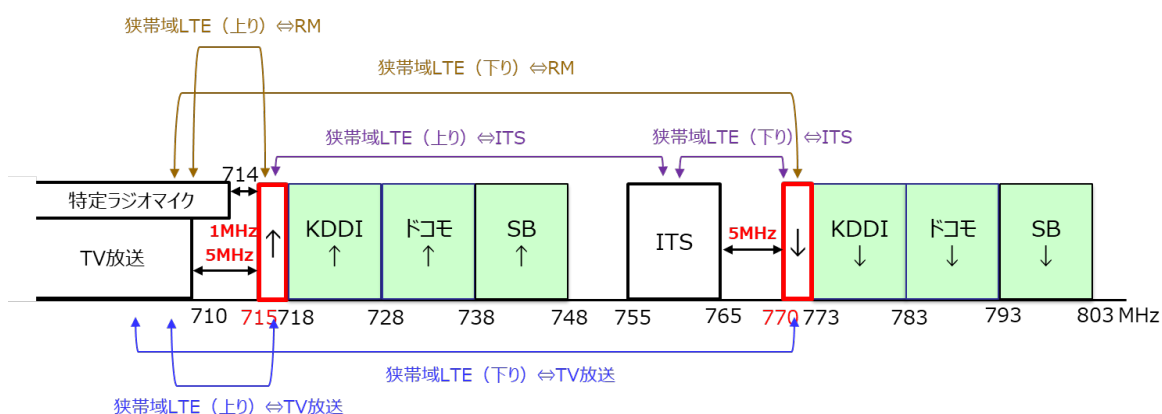 狭帯域LTE（上り）⇔RM
狭帯域LTE（下り）⇔RM
狭帯域LTE（上り）⇔ITS
狭帯域LTE（下り）⇔ITS
714
特定ラジオマイク
1MHz
KDDI
↑
ドコモ
↑
SB
↑
ITS
5MHz
↓
KDDI
↓
ドコモ
↓
SB
↓
TV放送
5MHz
↑
710
715
718
728
738
748
755
765
770
773
783
793
803 MHz
狭帯域LTE（下り）⇔TV放送
狭帯域LTE（上り）⇔TV放送